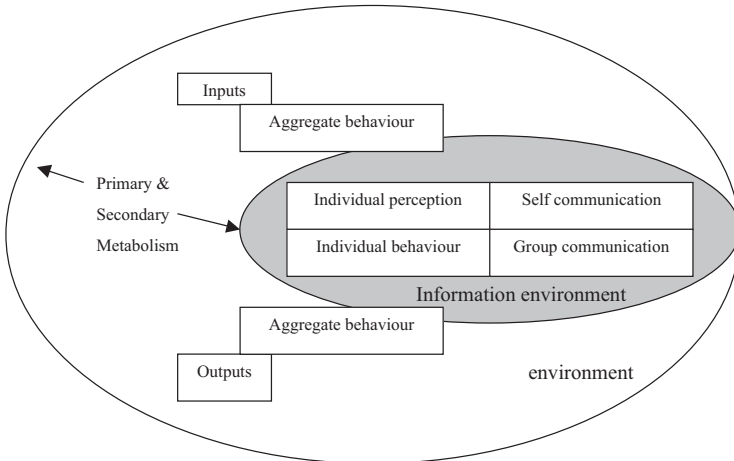 Inputs
Aggregate behaviour
Primary &
Secondary
Metabolism
Individual perception
Self communication
Individual behaviour
Group communication
Information environment
Aggregate behaviour
Outputs
environment